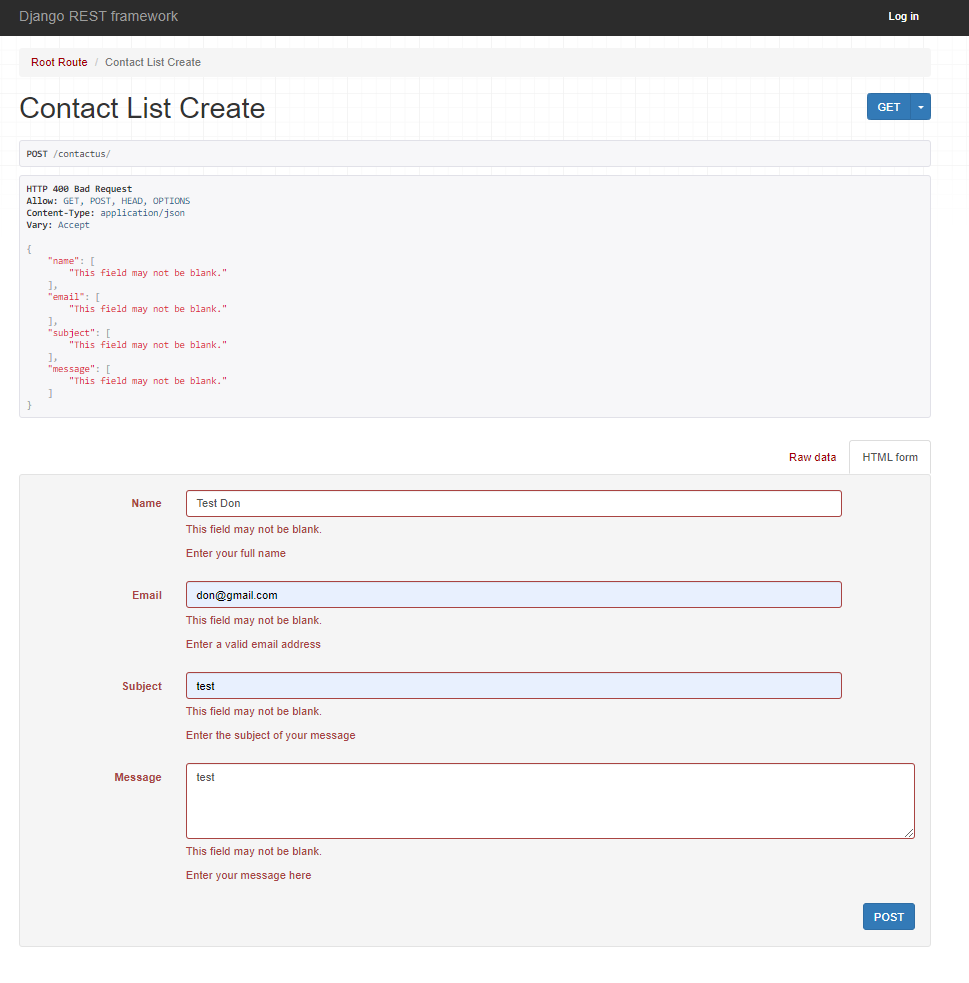 Django REST framework
Log in
Root Route / Contact List Create
Contact List Create
GET
POST /contactus/
HTTP 400 Bad Request
Allow: GET, POST, HEAD, OPTIONS
Content-Type: application/json
Vary: Accept
{
    "name": [
        "This field may not be blank."
    ],
    "email": [
        "This field may not be blank."
    ],
    "subject": [
        "This field may not be blank."
    ],
    "message": [
        "This field may not be blank."
    ]
}
Raw data
HTML form
Name
Test Don
This field may not be blank.
Enter your full name
Email
don@gmail.com
This field may not be blank.
Enter a valid email address
Subject
test
This field may not be blank.
Enter the subject of your message
Message
test
This field may not be blank.
Enter your message here
POST